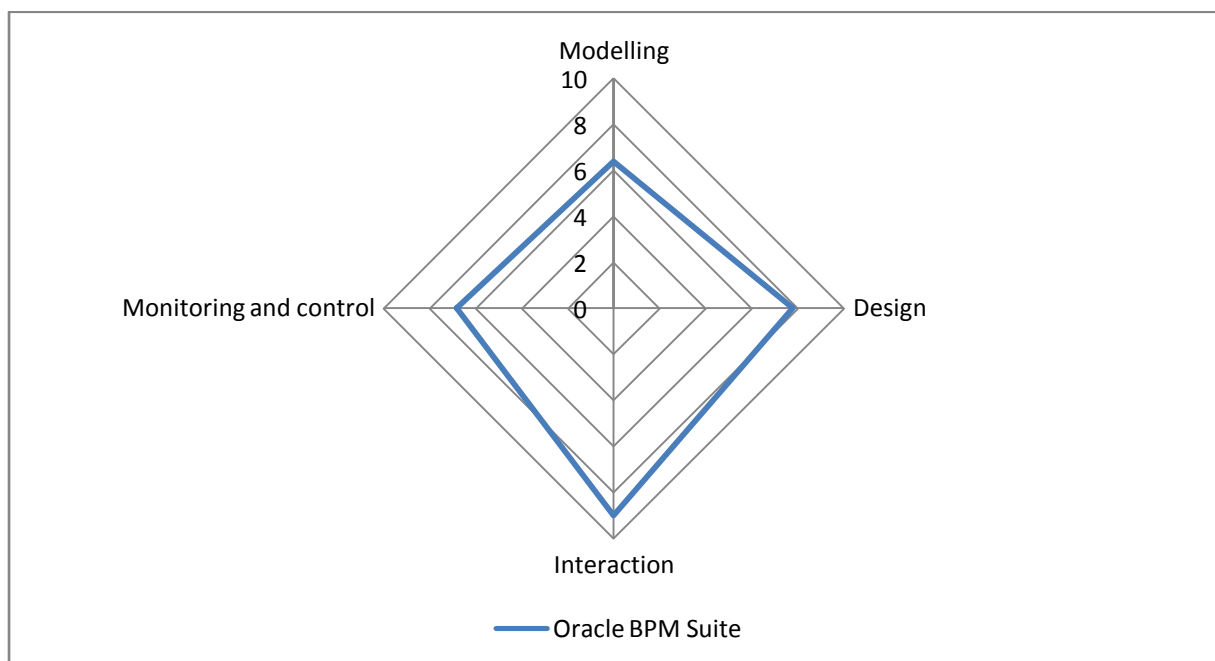 Modelling
10
8
6
4
2
0
Monitoring and control
Design
Interaction
Oracle BPM Suite